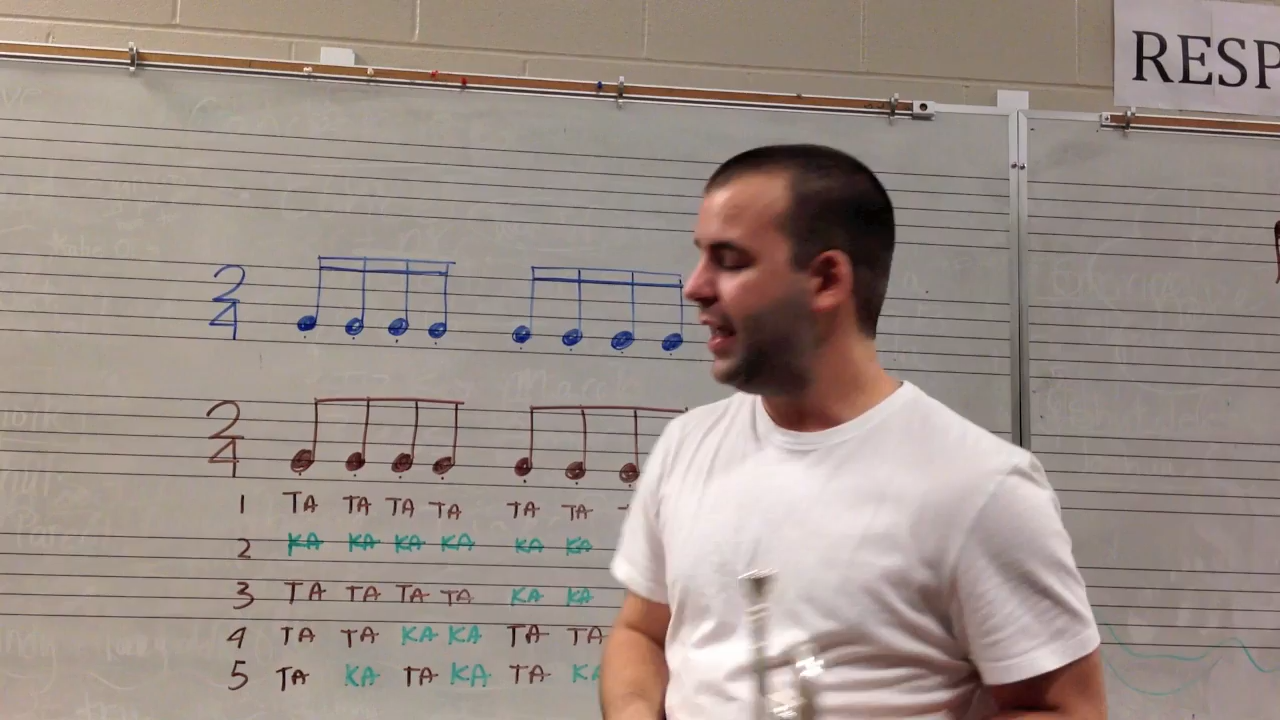 RESP
2
4
2
4
1 TA TA TA TA TA TA
2 KA KA KA KA KA KA
3 TA TA TA TA KA KA
4 TA TA KA KA TA TA
5 TA KA TA KA TA KA